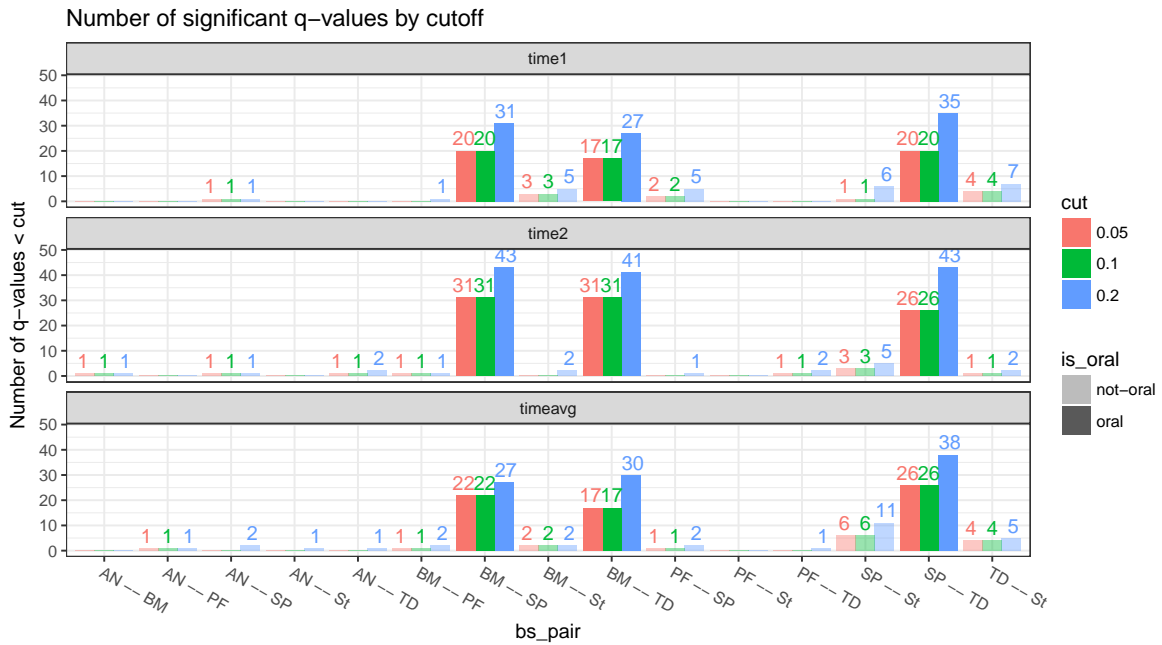 Number of significant q−values by cutoff
time1
50
40
30
20
10
0
1 1 1
1
20 20 31
3 3 5
17 17 27
2 2 5
1 1 6
20 20 35
4 4 7
time2
50
40
30
20
10
0
1 1 1
1 1 1
1 1 2
1 1 1
31 31 43
2
31 31 41
1
1 1 2
3 3 5
26 26 43
1 1 2
timeavg
50
40
30
20
10
0
1 1 1
2
1
1
1 1 2
22 22 27
2 2 2
17 17 30
1 1 2
1
6 6 11
26 26 38
4 4 5
AN −−− BM
AN −−− PF
AN −−− SP
AN −−− St
AN −−− TD
BM −−− PF
BM −−− SP
BM −−− St
BM −−− TD
PF −−− SP
PF −−− St
PF −−− TD
SP −−− St
SP −−− TD
TD −−− St
bs_pair
Number of q−values < cut
cut
0.05
0.1
0.2
is_oral
not−oral
oral